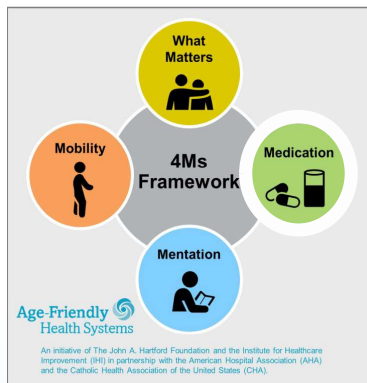 What
Matters
Mobility
4Ms
Framework
Medication
Mentation
Age-Friendly
Health Systems
An initiative of The John A. Hartford Foundation and the Institute for Healthcare
Improvement (IHI) in partnership with the American Hospital Association (AHA)
and the Catholic Health Association of the United States (CHA).